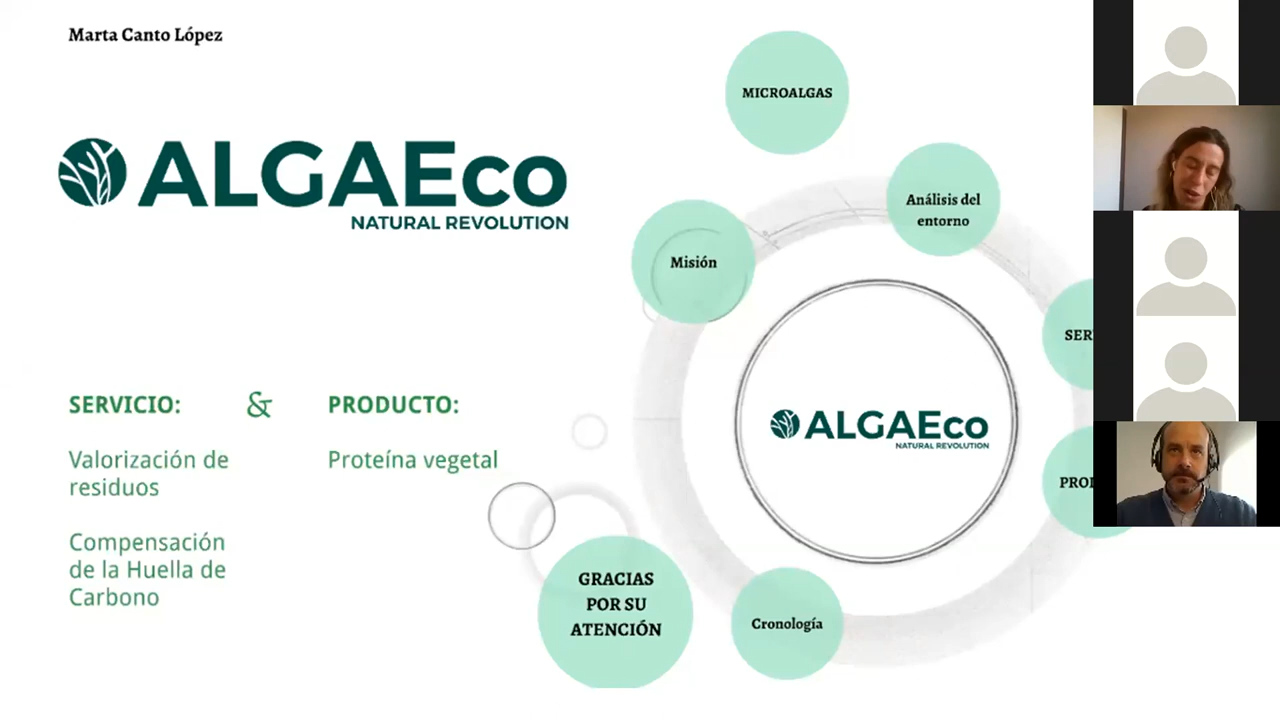 Marta Canto López
ALGAEco
NATURAL REVOLUTION
SERVICIO: & PRODUCTO:
Valorización de
residuos
Proteína vegetal
Compensación
de la Huella de
Carbono
MICROALGAS
Análisis del
entorno
Misión
ALGAEco
NATURAL REVOLUTION
Cronología
GRACIAS
POR SU
ATENCIÓN